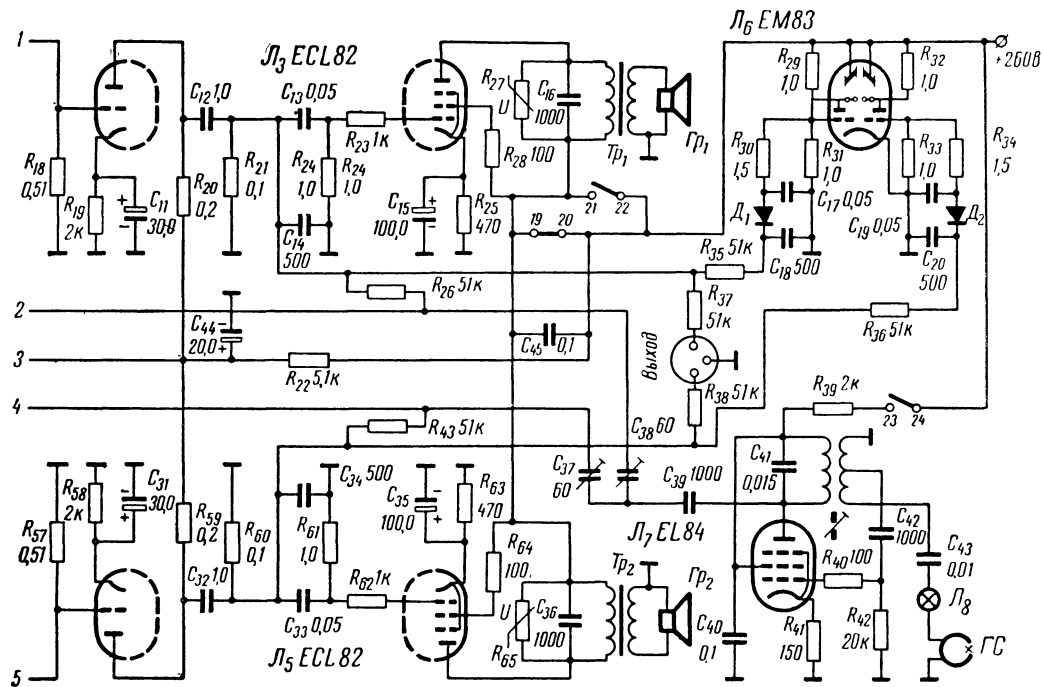 1
Л₃ ECL82
Л₆ EM83
+260В
C₁₂ 1,0
C₁₃ 0,05
R₂₃ 1к
R₂₇
U
C₁₆
1000
R₂₈ 100
Тр₁
Гр₁
R₂₉
1,0
R₃₂
1,0
R₃₀
1,5
R₃₁
1,0
R₃₃
1,0
R₃₄
1,5
R₁₈
0,51
R₁₉
2к
C₁₁
30,0
R₂₀
0,2
R₂₁
0,1
R₂₄
1,0
R₂₄
1,0
C₁₄
500
C₁₅
100,0
R₂₅
470
19
20
21
22
Д₁
C₁₇ 0,05
C₁₈ 500
C₁₉ 0,05
C₂₀
500
Д₂
R₃₅ 51к
R₂₆ 51к
2
R₃₇
51к
R₃₆ 51к
C₄₄
20,0
3
R₂₂ 5,1к
C₄₅
0,1
Выход
R₃₈ 51к
4
R₄₃ 51к
C₃₈ 60
R₃₉ 2к
23
24
C₃₇
60
C₃₉ 1000
C₄₁
0,015
R₅₇
0,51
R₅₈
2к
C₃₁
30,0
R₅₉
0,2
R₆₀
0,1
C₃₄ 500
R₆₁
1,0
C₃₅
100,0
R₆₃
470
Л₇ EL84
R₆₄
100
C₃₂ 1,0
C₃₃ 0,05
R₆₂ 1к
U
R₆₅
C₃₆
1000
Тр₂
Гр₂
C₄₀
0,1
R₄₀ 100
R₄₁
150
R₄₂
20к
C₄₂
1000
C₄₃
0,01
Л₈
ГС
Л₅ ECL82
5